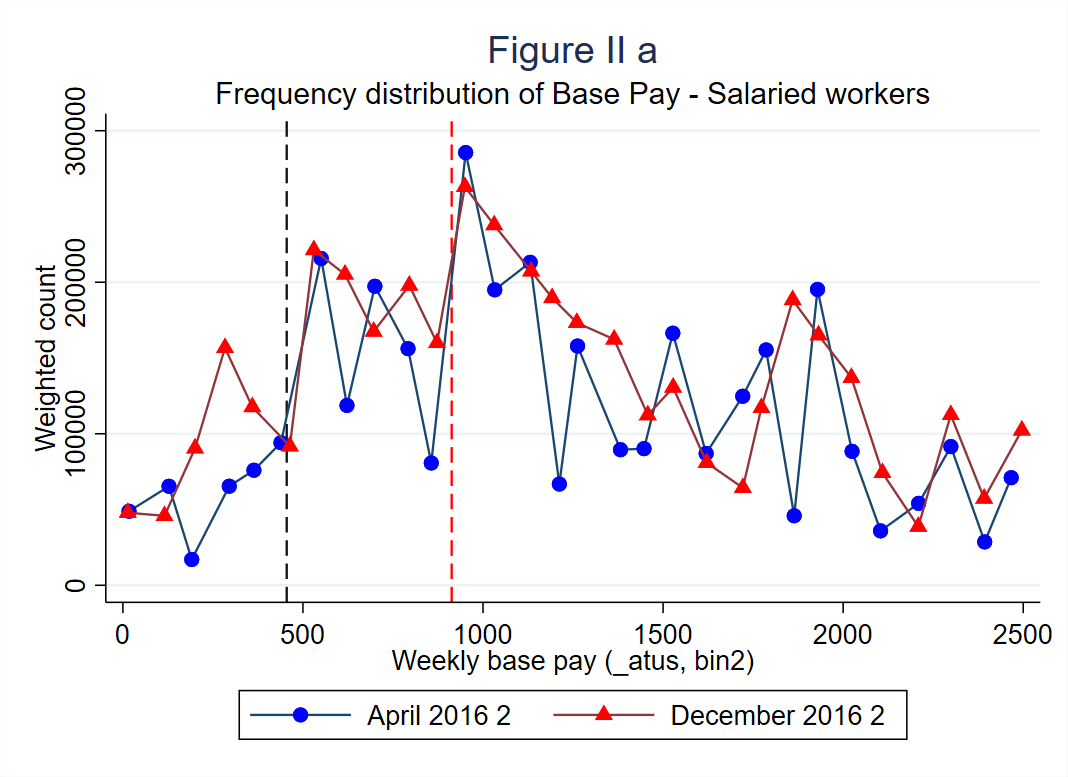 Figure II a
Frequency distribution of Base Pay - Salaried workers
300000
200000
100000
0
Weighted count
0 500 1000 1500 2000 2500
Weekly base pay (_atus, bin2)
April 2016 2 December 2016 2